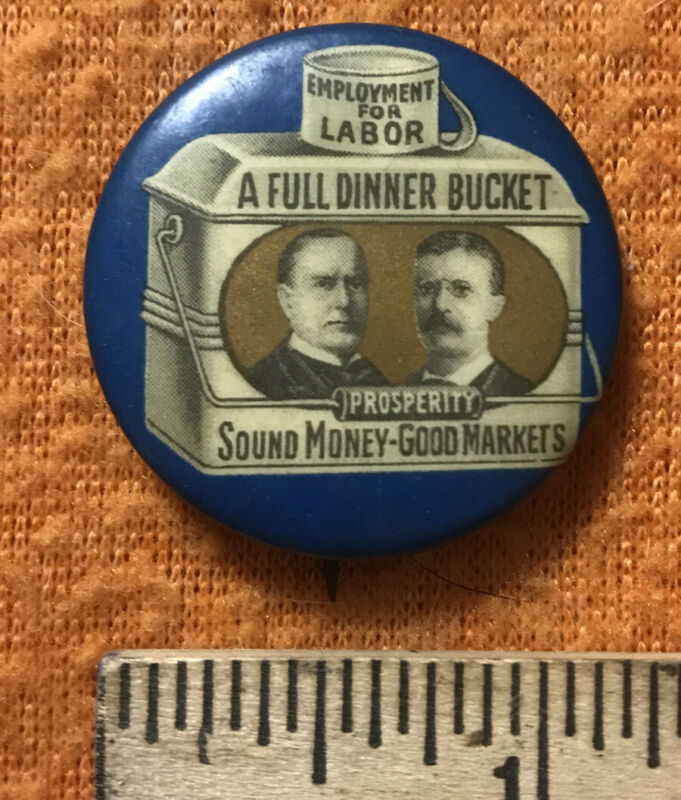 EMPLOYMENT
FOR
LABOR
A FULL DINNER BUCKET
PROSPERITY
SOUND MONEY-GOOD MARKETS
1